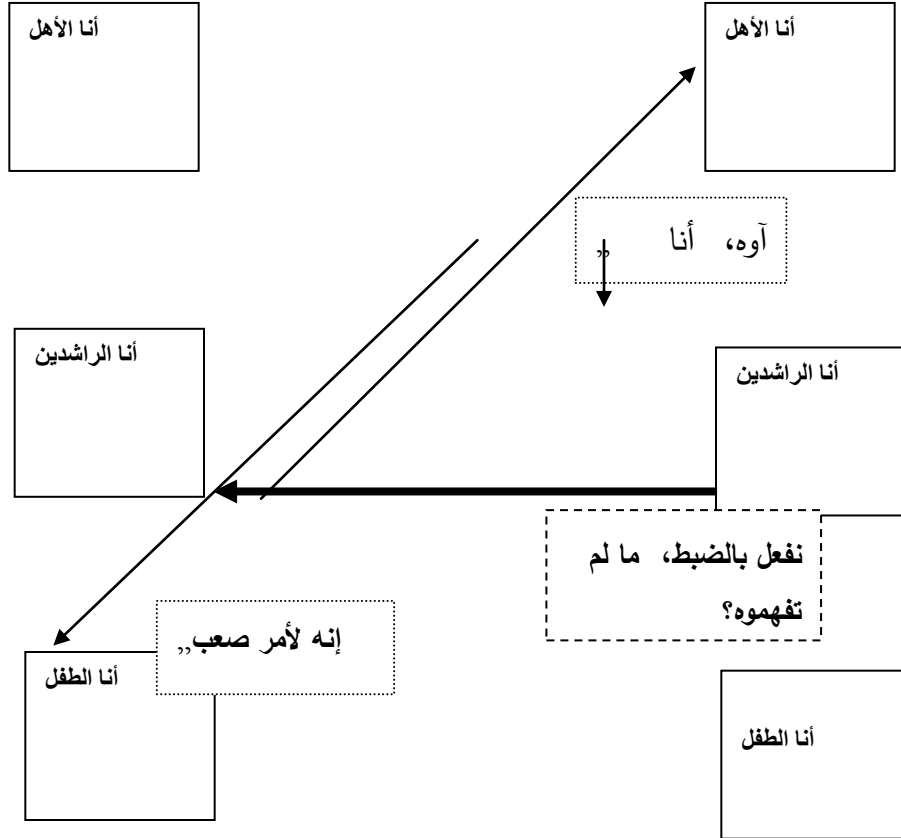 أنا الأهل
أنا الأهل
آوه، أنا „
أنا الراشدين
أنا الراشدين
نفعل بالضبط، ما لم
تفهموه؟
إنه لأمر صعب„
أنا الطفل
أنا الطفل